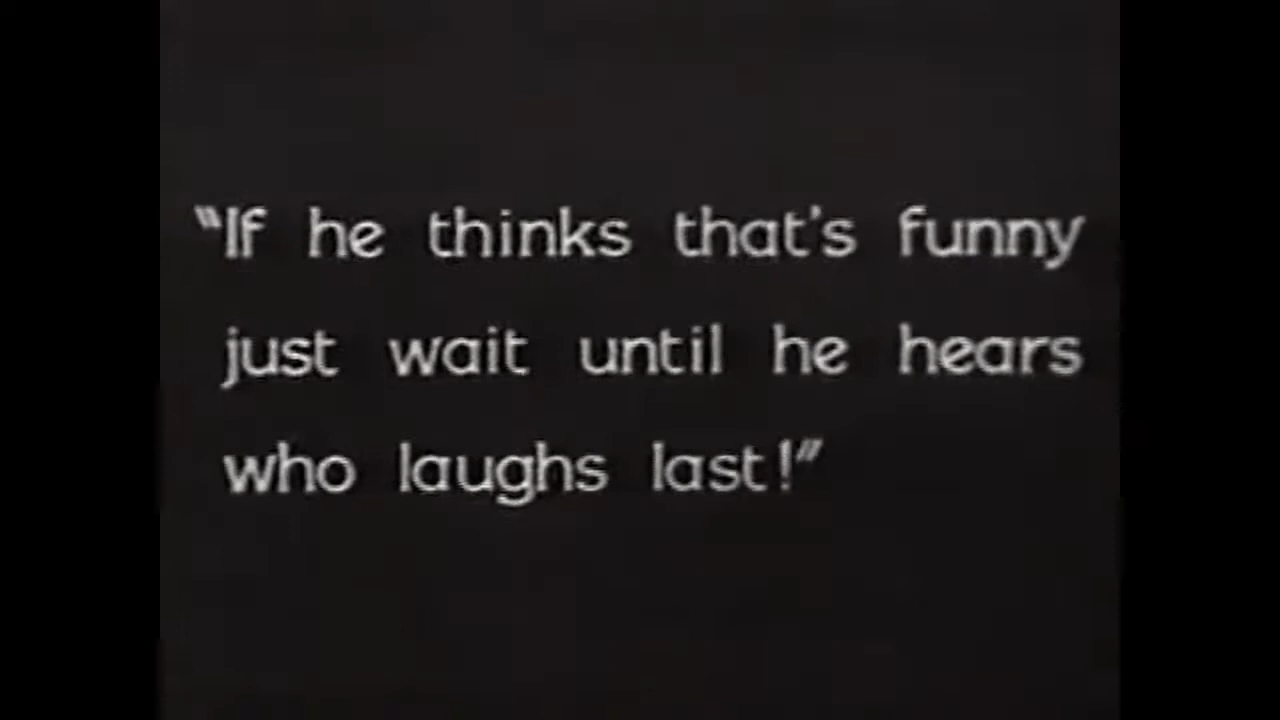 “If he thinks that's funny
just wait until he hears
who laughs last!”